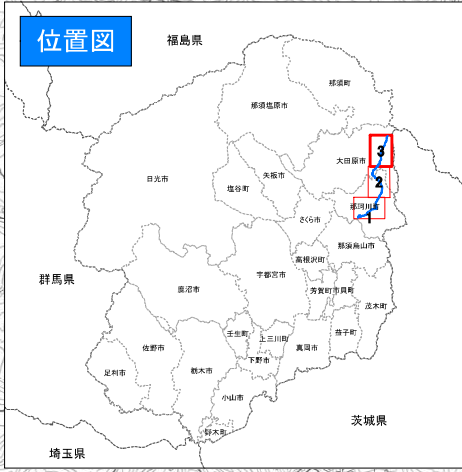 位置図
福島県
那須町
那須塩原市
大田原市
3
日光市
矢板市
塩谷町
2
那珂川町
1
さくら市
那須烏山市
高根沢町
宇都宮市
群馬県
鹿沼市
芳賀町
市貝町
茂木町
壬生町
上三川町
益子町
佐野市
下野市
真岡市
足利市
栃木市
小山市
野木町
茨城県
埼玉県